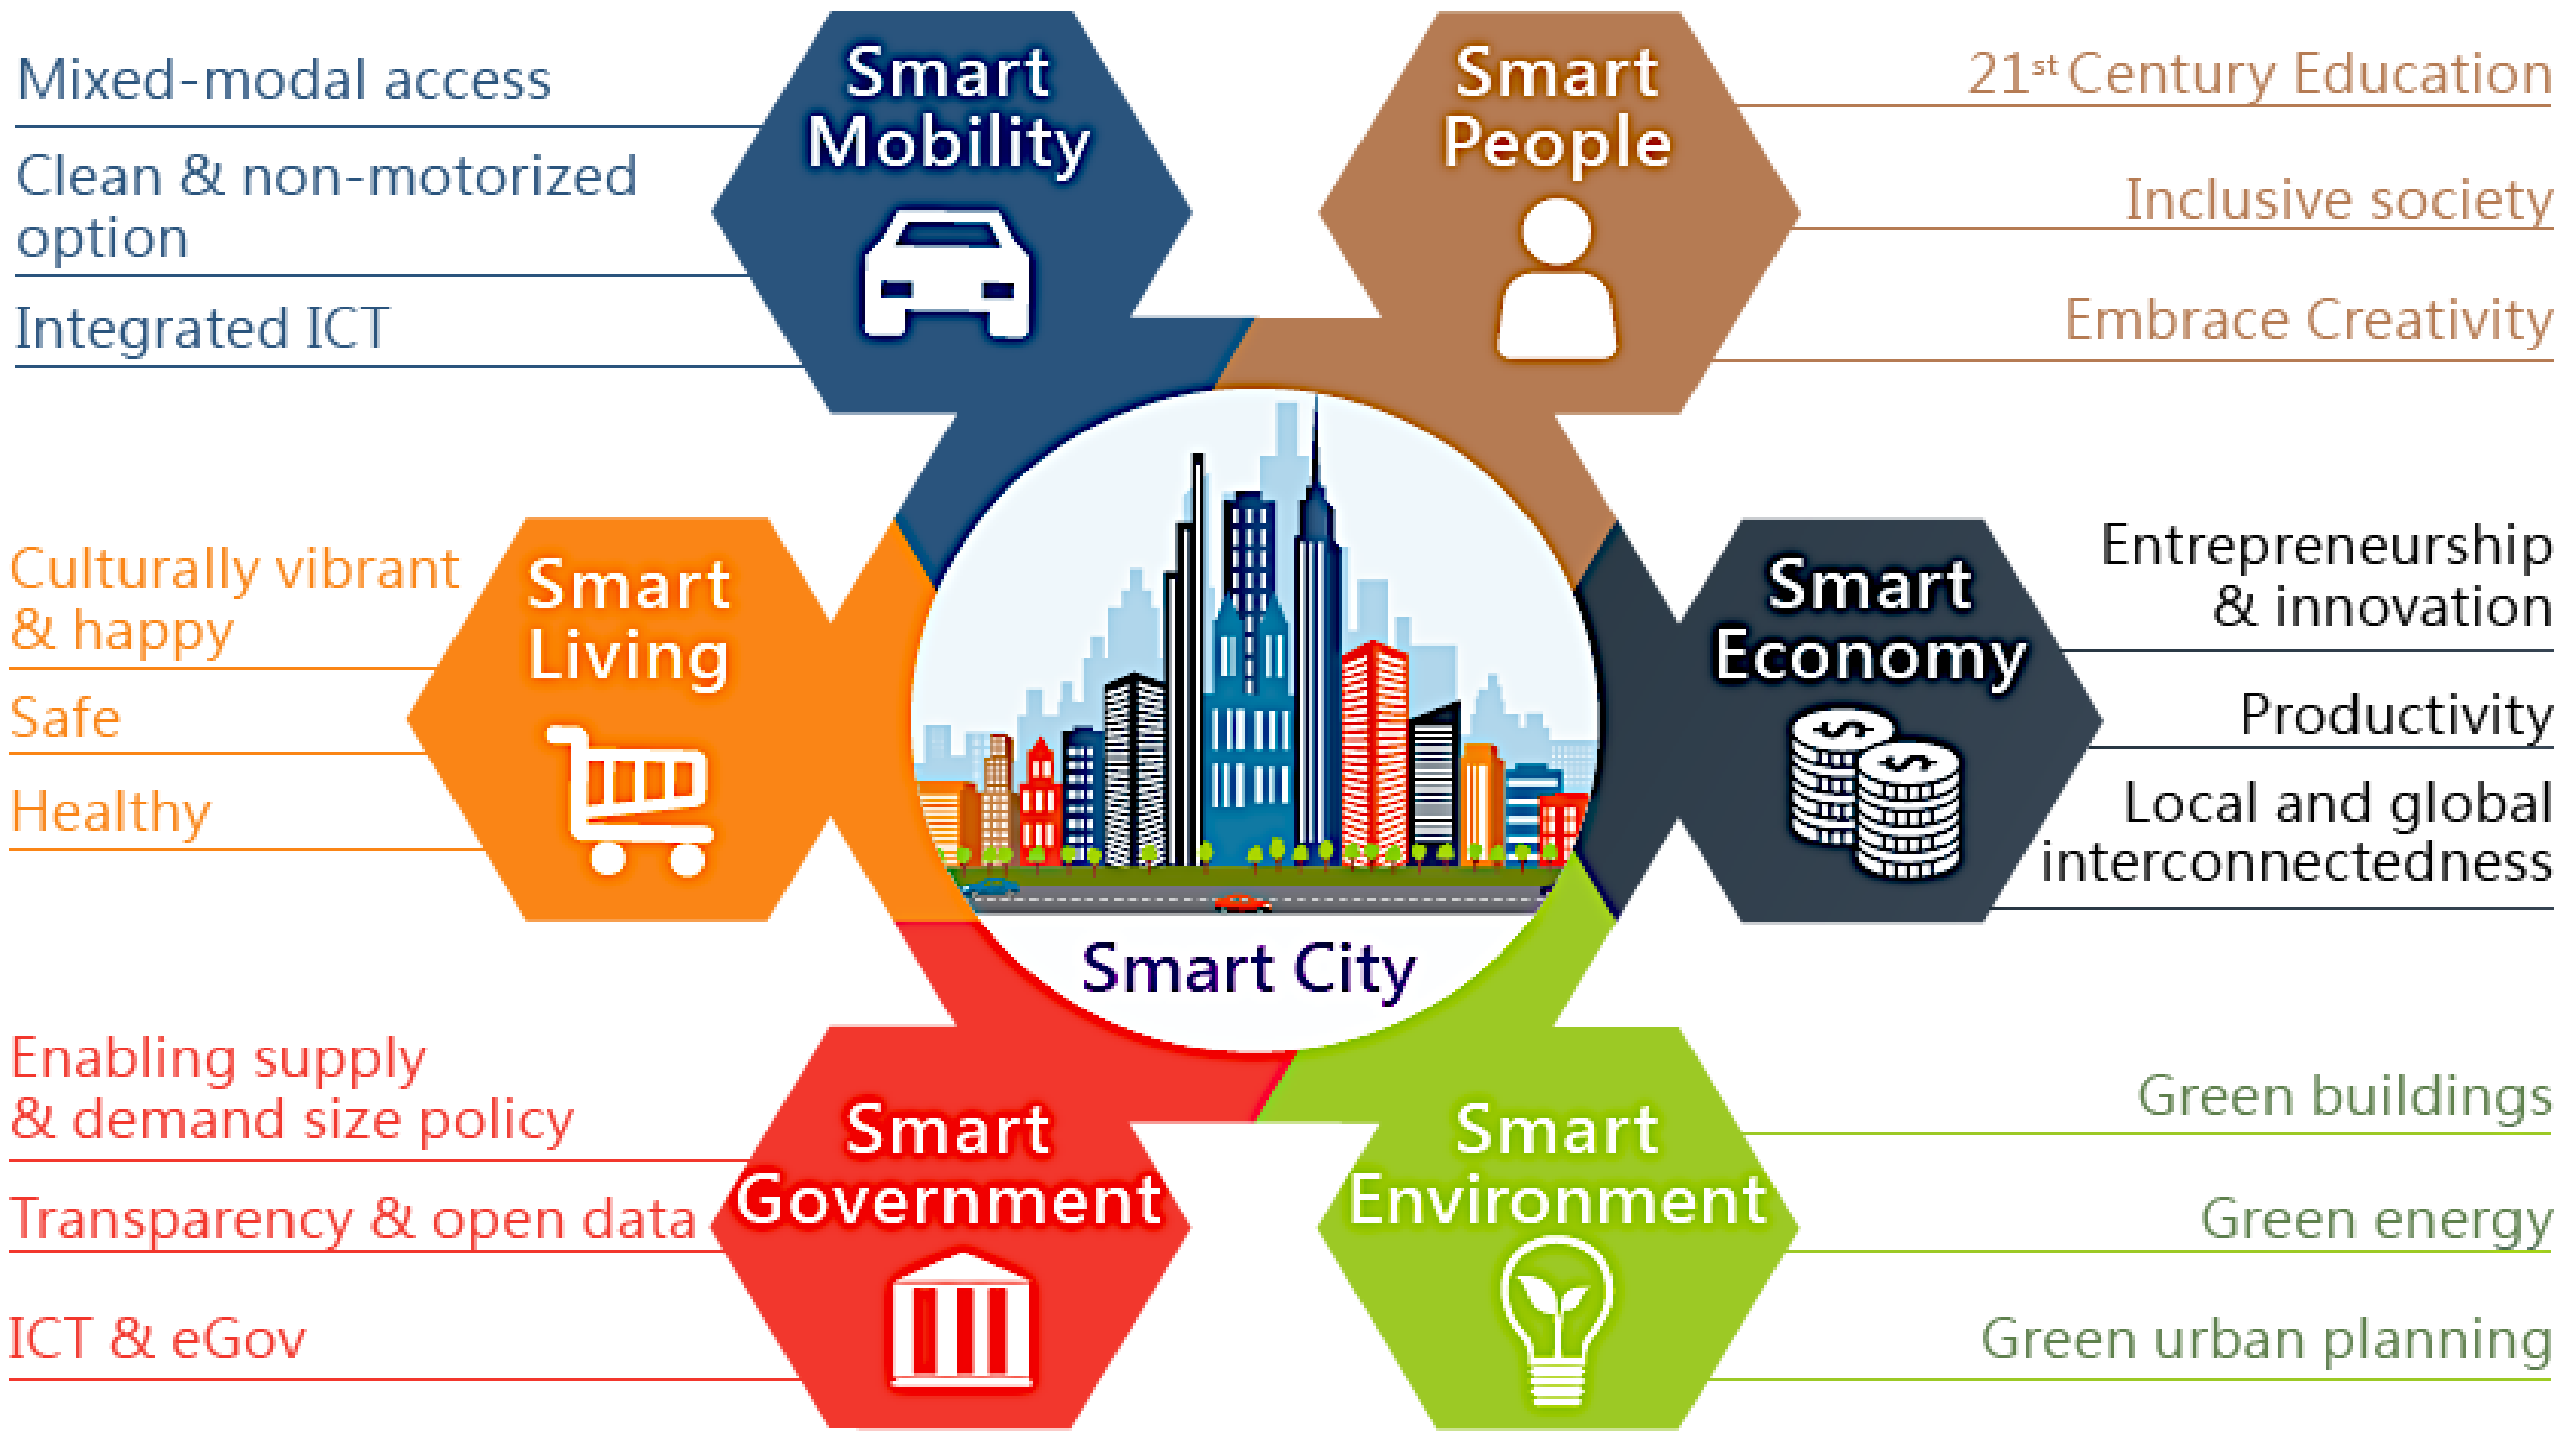 Mixed-modal access
Clean & non-motorized
option
Integrated ICT
Smart
Mobility
Smart
People
21st Century Education
Inclusive society
Embrace Creativity
Culturally vibrant
& happy
Safe
Healthy
Smart
Living
Smart
Economy
Entrepreneurship
& innovation
Productivity
Local and global
interconnectedness
Smart City
Enabling supply
& demand size policy
Transparency & open data
ICT & eGov
Smart
Government
Smart
Environment
Green buildings
Green energy
Green urban planning